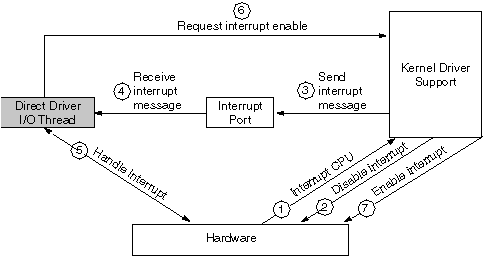 6
Request interrupt enable
Kernel Driver
Support
4
Receive
interrupt
message
3
Send
interrupt
message
Direct Driver
I/O Thread
Interrupt
Port
5
Handle Interrupt
1
Interrupt CPU
2
Disable Interrupt
7
Enable Interrupt
Hardware